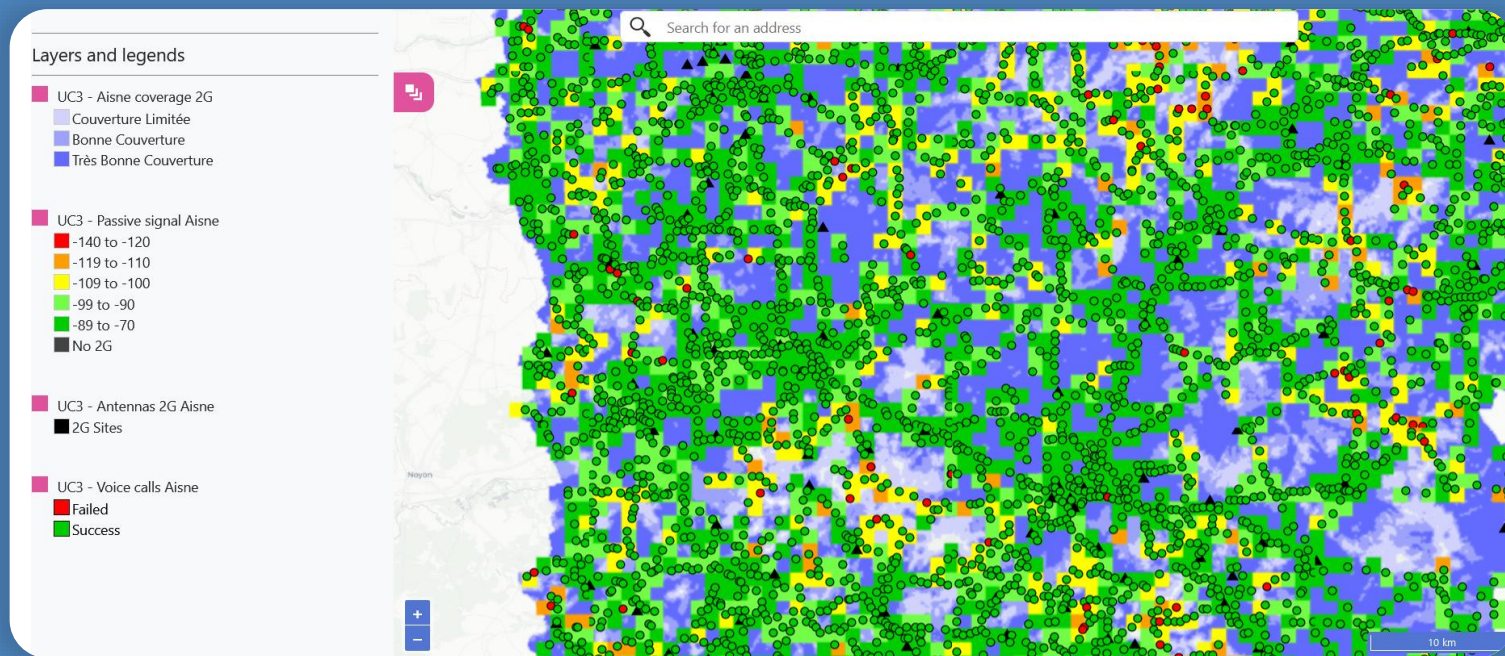 Search for an address
Layers and legends
UC3 - Aisne coverage 2G
Couverture Limitée
Bonne Couverture
Très Bonne Couverture
UC3 - Passive signal Aisne
-140 to -120
-119 to -110
-109 to -100
-99 to -90
-89 to -70
No 2G
UC3 - Antennas 2G Aisne
2G Sites
UC3 - Voice calls Aisne
Failed
Success
Noyon
+
−
10 km